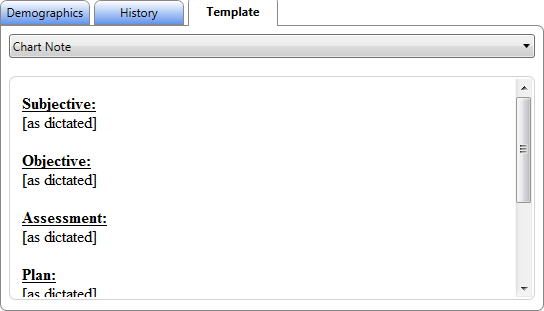 Demographics History Template
Chart Note
Subjective:
[as dictated]
Objective:
[as dictated]
Assessment:
[as dictated]
Plan:
[as dictated]